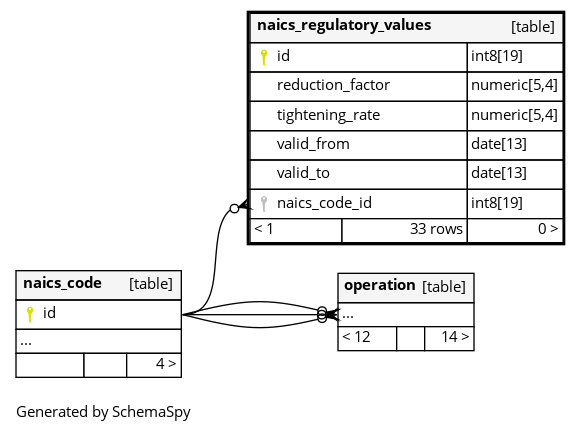 naics_regulatory_values [table]
id int8[19]
reduction_factor numeric[5,4]
tightening_rate numeric[5,4]
valid_from date[13]
valid_to date[13]
naics_code_id int8[19]
< 1 33 rows 0 >
naics_code [table]
id
...
4 >
operation [table]
...
< 12 14 >
Generated by SchemaSpy